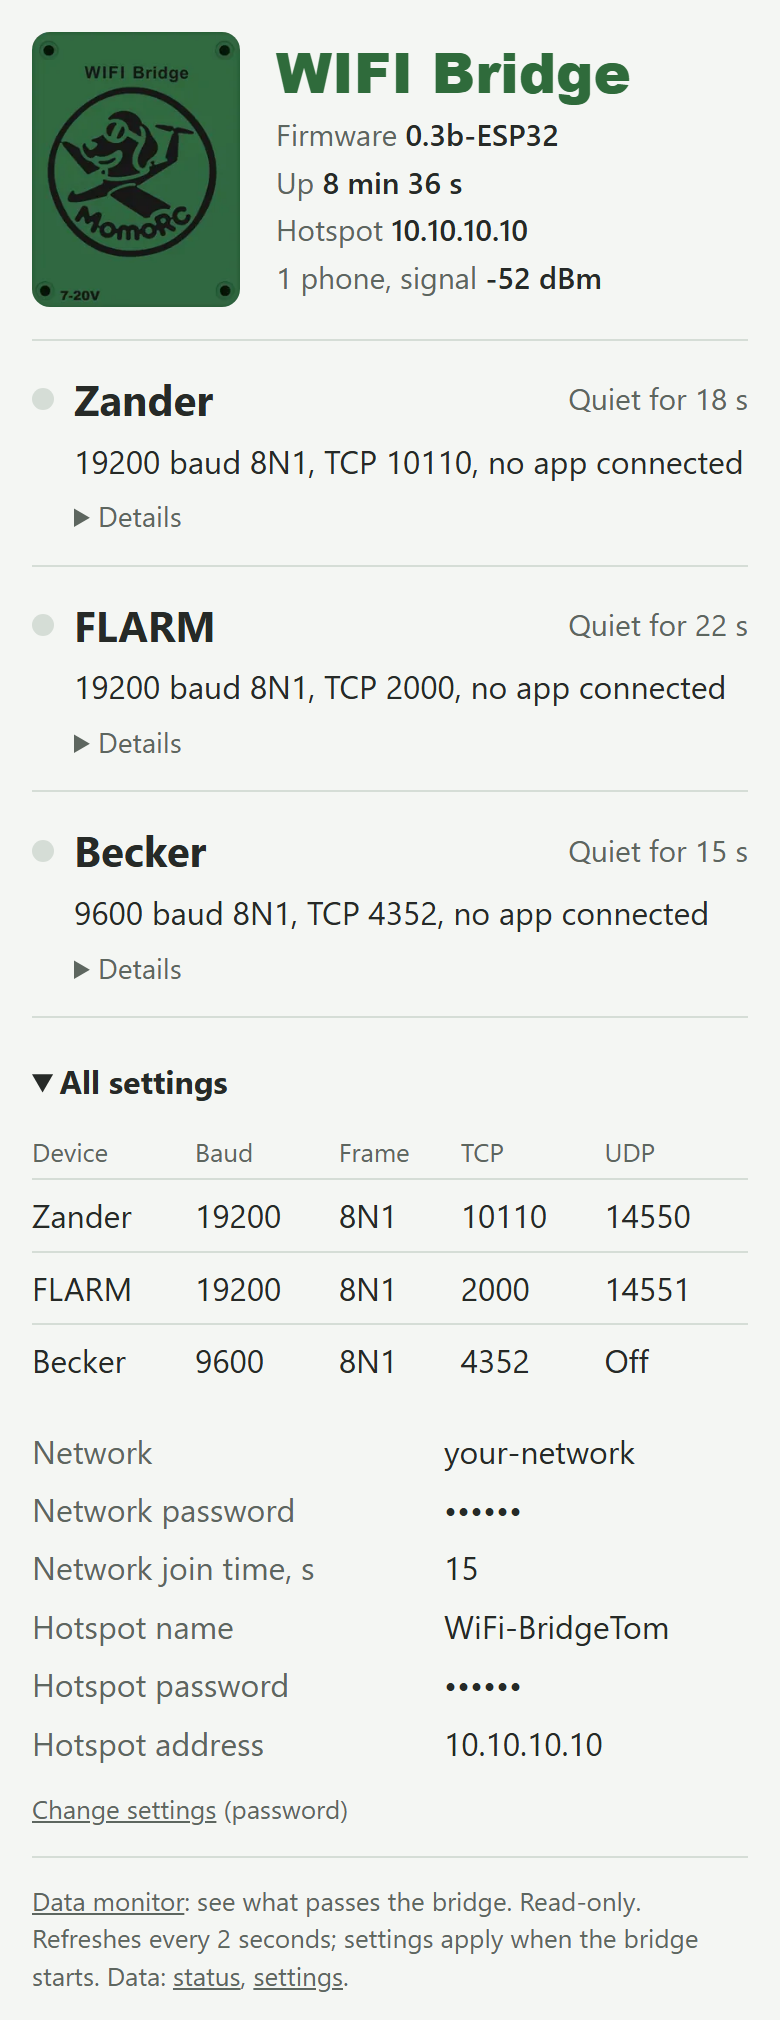 WIFI Bridge
MomoRC
7-20V
WIFI Bridge
Firmware 0.3b-ESP32
Up 8 min 36 s
Hotspot 10.10.10.10
1 phone, signal -52 dBm
Zander Quiet for 18 s
19200 baud 8N1, TCP 10110, no app connected
▶ Details
FLARM Quiet for 22 s
19200 baud 8N1, TCP 2000, no app connected
▶ Details
Becker Quiet for 15 s
9600 baud 8N1, TCP 4352, no app connected
▶ Details
▼ All settings
Device Baud Frame TCP UDP
Zander 19200 8N1 10110 14550
FLARM 19200 8N1 2000 14551
Becker 9600 8N1 4352 Off
Network your-network
Network password ••••••
Network join time, s 15
Hotspot name WiFi-BridgeTom
Hotspot password ••••••
Hotspot address 10.10.10.10
Change settings (password)
Data monitor: see what passes the bridge. Read-only.
Refreshes every 2 seconds; settings apply when the bridge
starts. Data: status, settings.